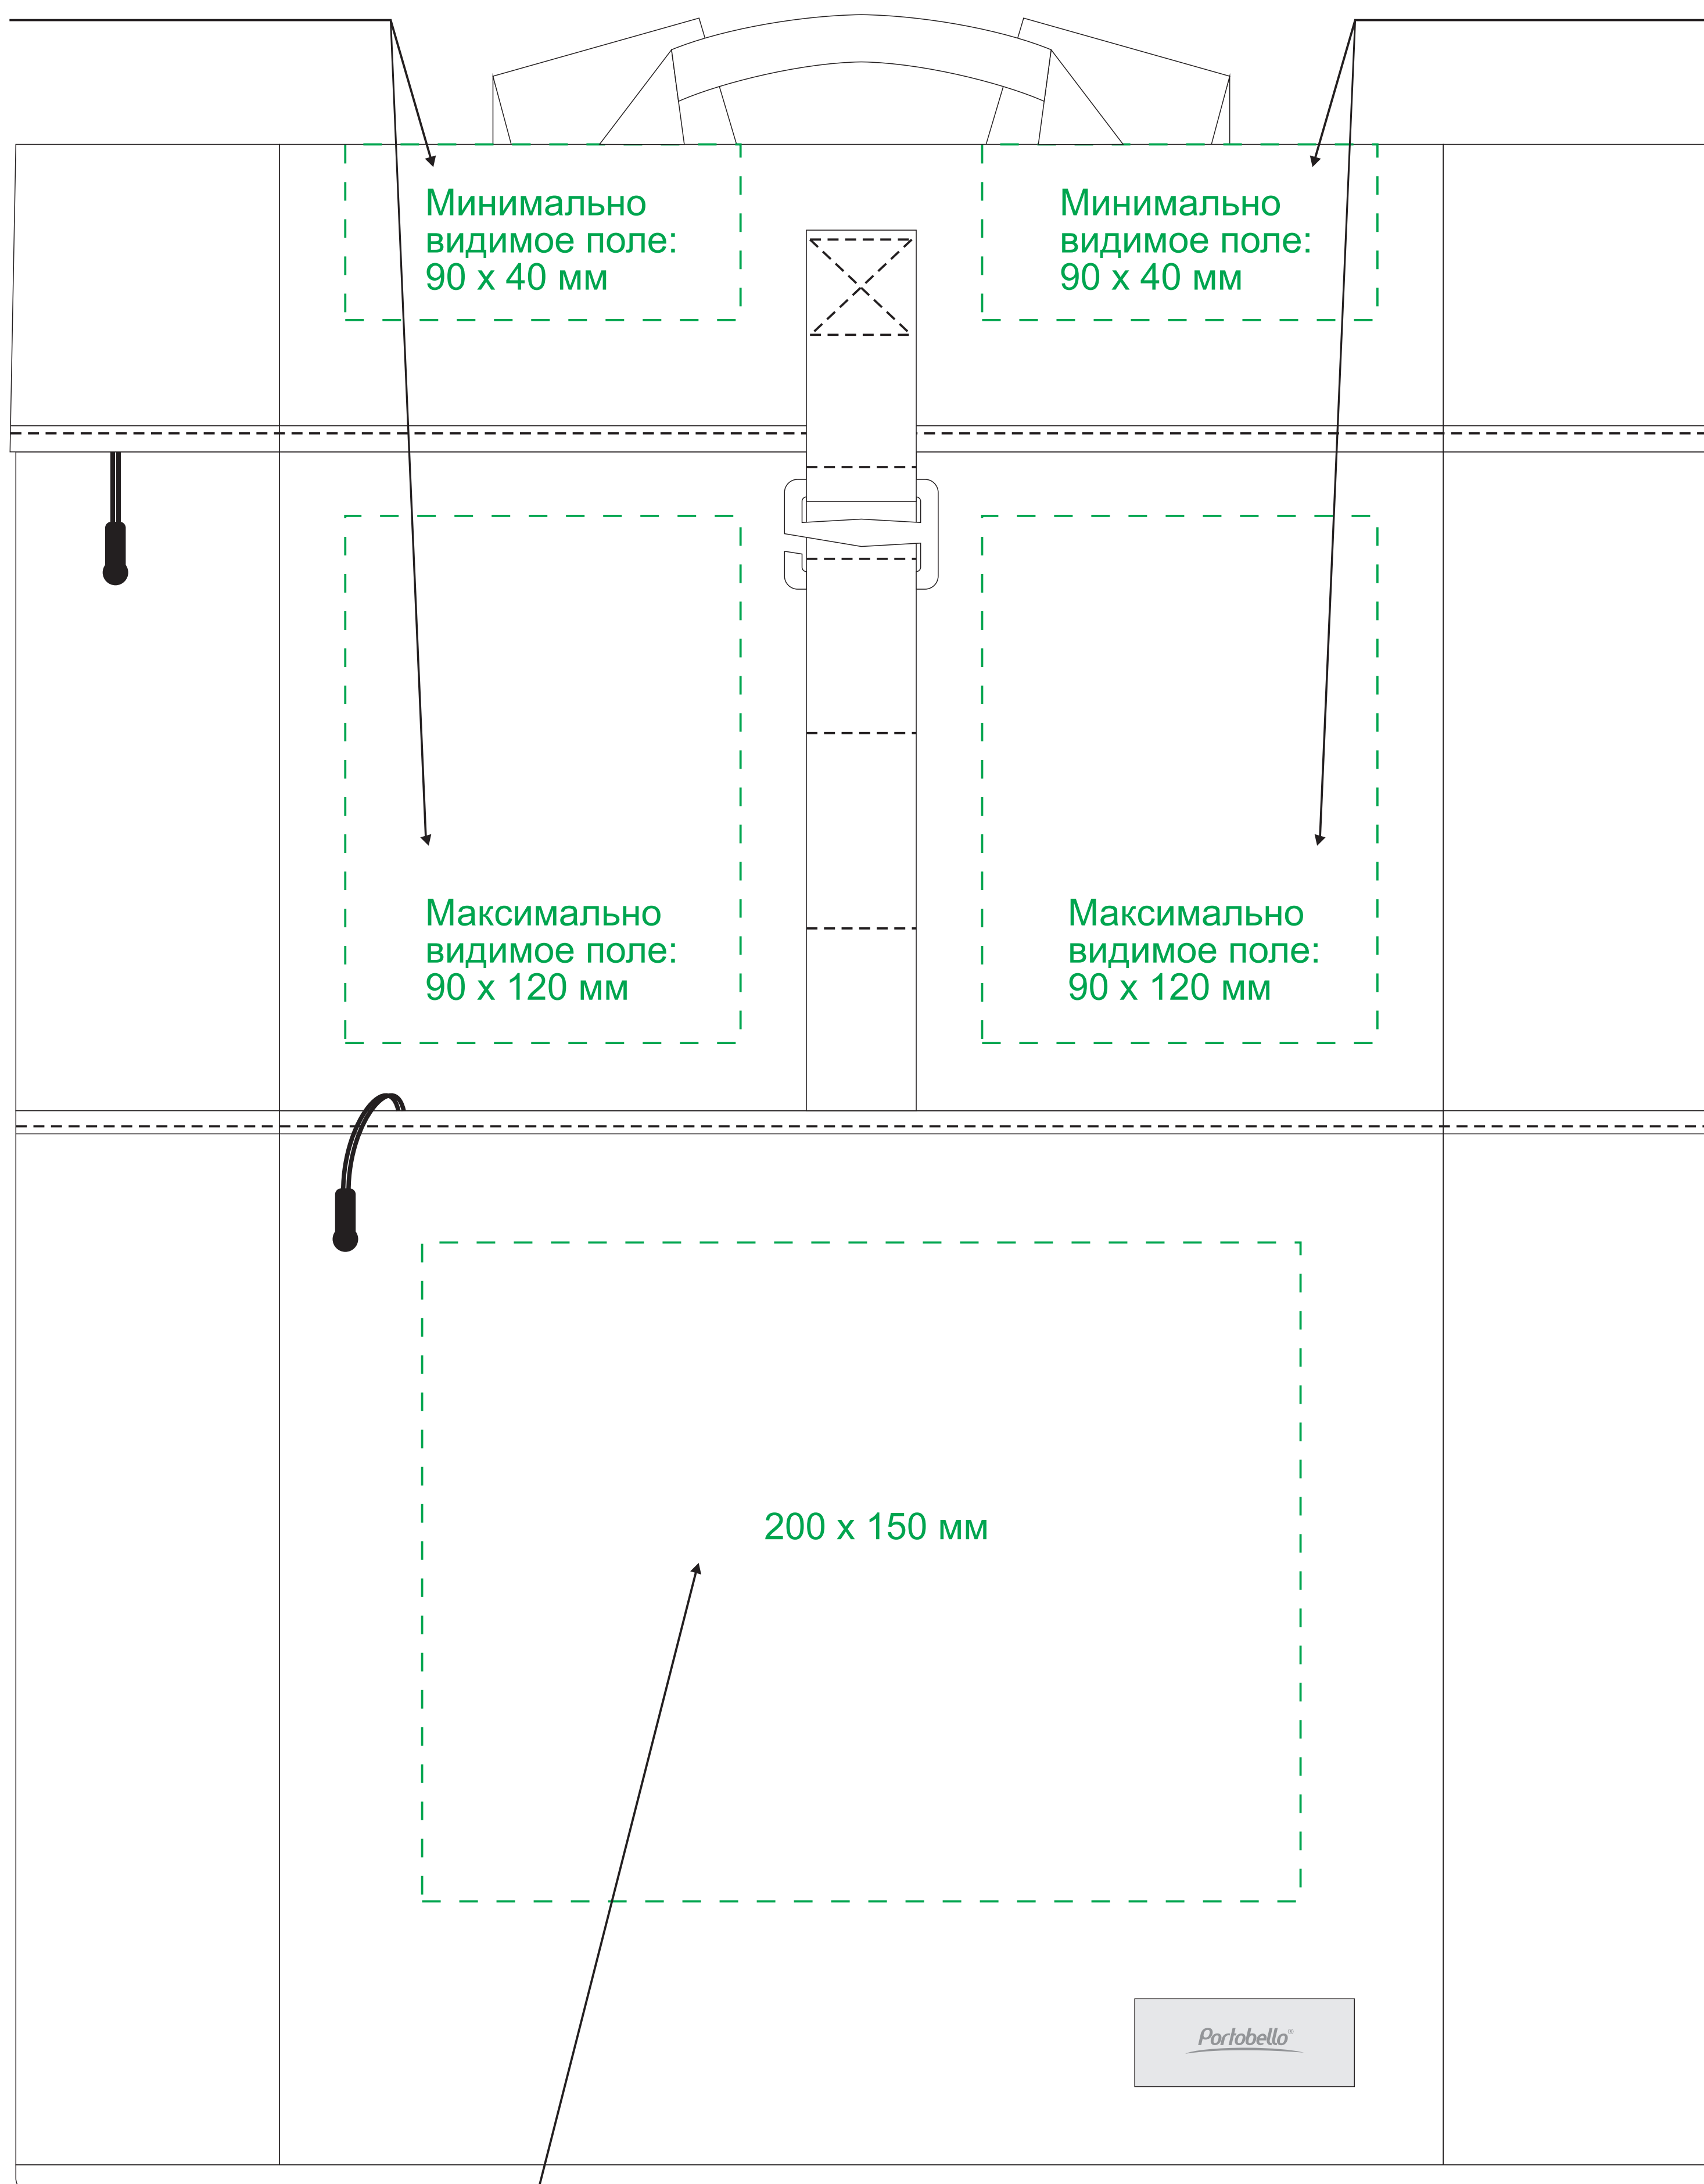 Минимально
видимое поле:
90 х 40 мм
Минимально
видимое поле:
90 х 40 мм
Максимально
видимое поле:
90 х 120 мм
Максимально
видимое поле:
90 х 120 мм
200 х 150 мм
Portobello®